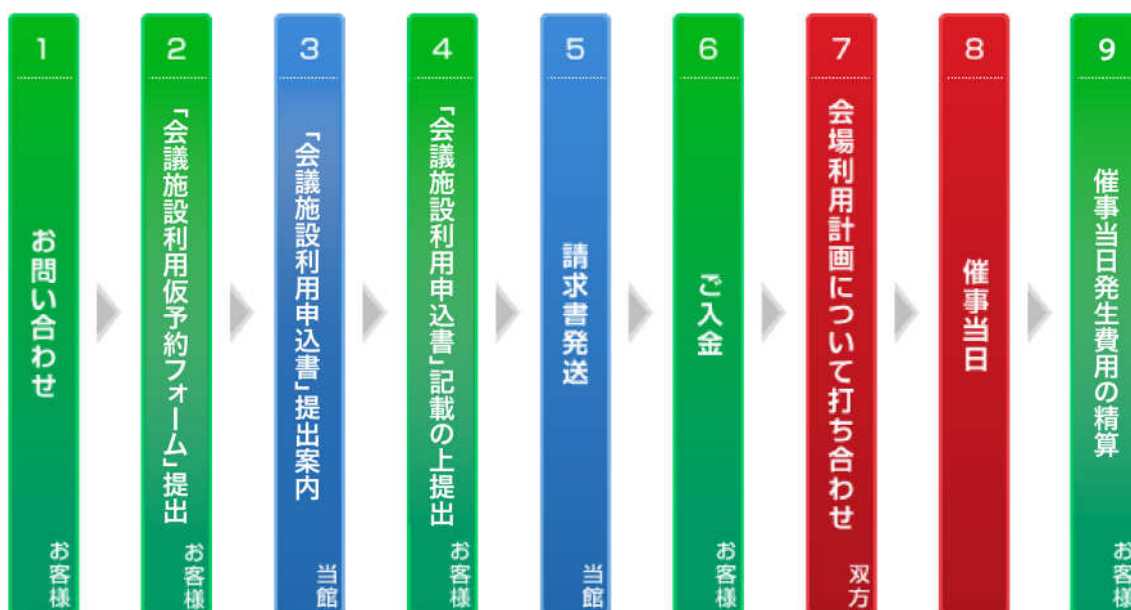 1
お問い合わせ
お客様
2
「会議施設利用仮予約フォーム」提出
お客様
3
「会議施設利用申込書」提出案内
当館
4
「会議施設利用申込書」記載の上提出
お客様
5
請求書発送
当館
6
ご入金
お客様
7
会場利用計画について打ち合わせ
双方
8
催事当日
9
催事当日発生費用の精算
お客様